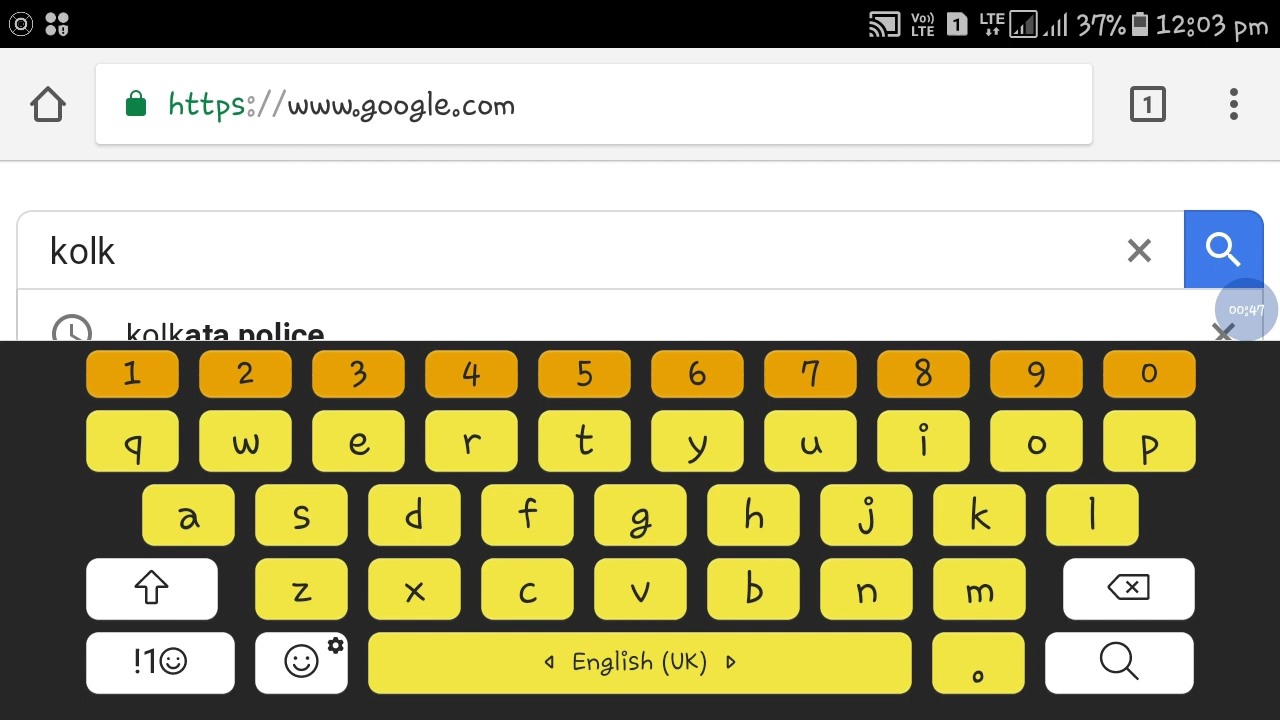 Vo)) LTE 1 LTE 37% 12:03 pm
https://www.google.com 1
kolk
kolkata police
00:47
1 2 3 4 5 6 7 8 9 0
q w e r t y u i o p
a s d f g h j k l
z x c v b n m
!1☺ English (UK) .